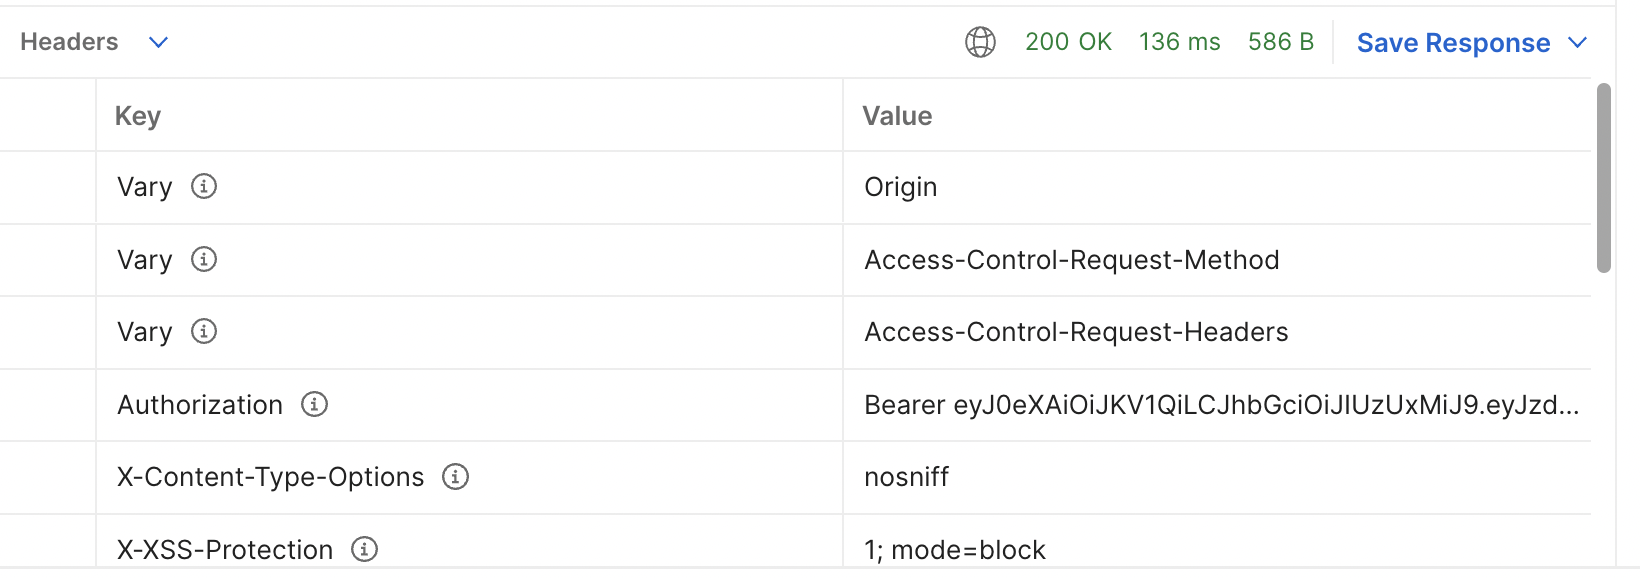 Headers 200 OK 136 ms 586 B Save Response
Key Value
Vary Origin
Vary Access-Control-Request-Method
Vary Access-Control-Request-Headers
Authorization Bearer eyJ0eXAiOiJKV1QiLCJhbGciOiJIUzUxMiJ9.eyJzd...
X-Content-Type-Options nosniff
X-XSS-Protection 1; mode=block